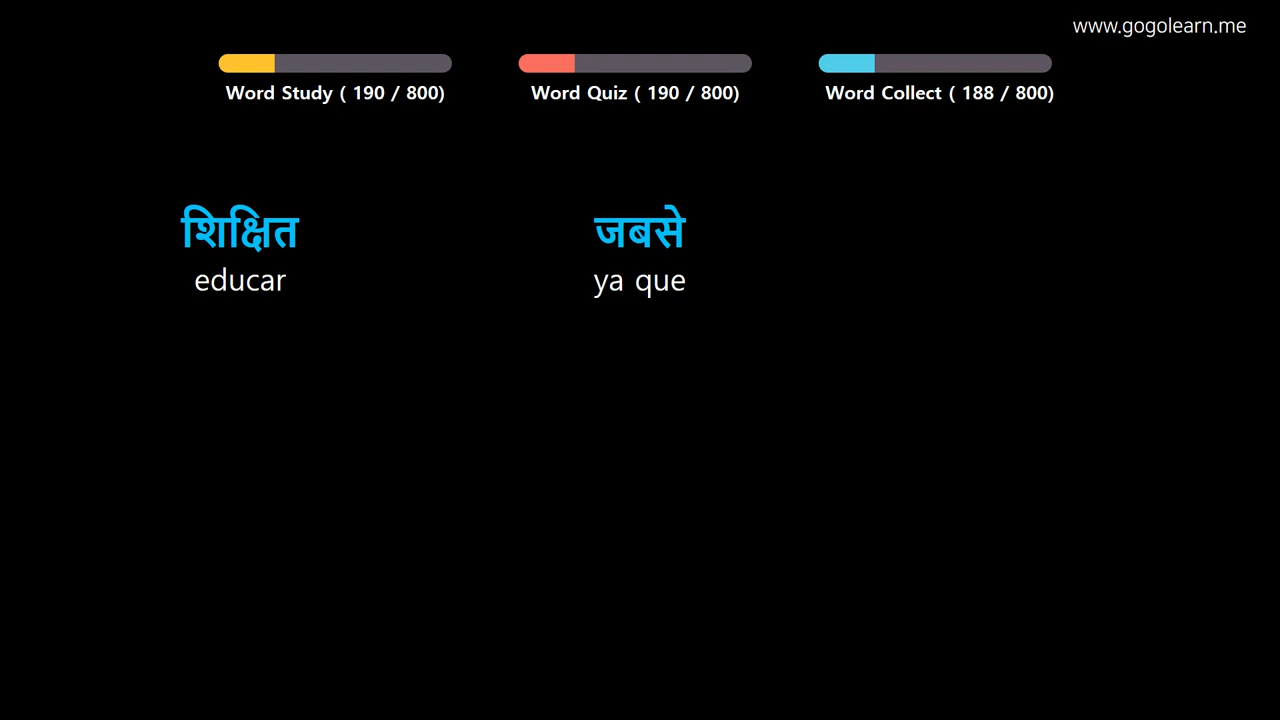 www.gogolearn.me
Word Study ( 190 / 800)
Word Quiz ( 190 / 800)
Word Collect ( 188 / 800)
शिक्षित
educar
जबसे
ya que